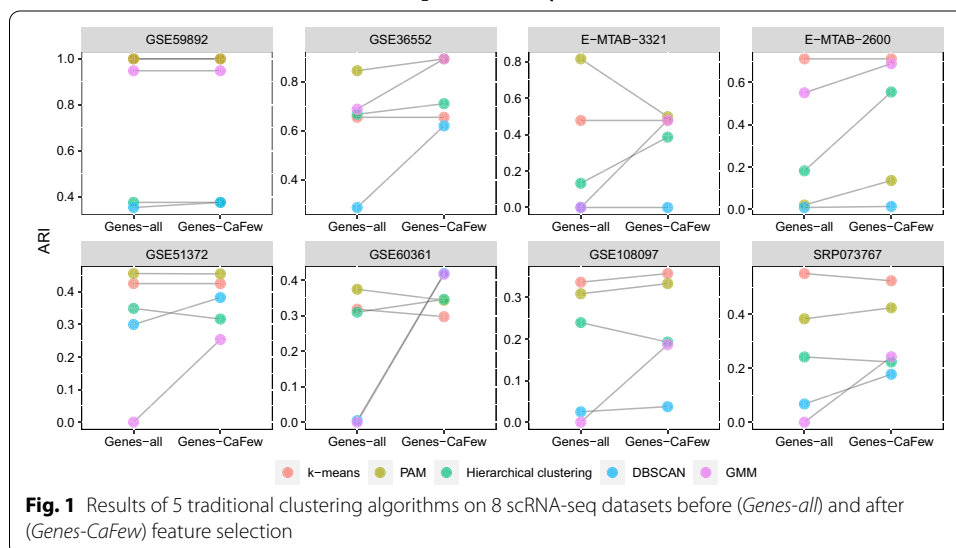 GSE59892
GSE36552
E−MTAB−3321
E−MTAB−2600
1.0
0.8
0.6
0.4
Genes−all Genes−CaFew
0.8
0.6
0.4
Genes−all Genes−CaFew
0.8
0.6
0.4
0.2
0.0
Genes−all Genes−CaFew
0.6
0.4
0.2
0.0
Genes−all Genes−CaFew
ARI
GSE51372
GSE60361
GSE108097
SRP073767
0.4
0.3
0.2
0.1
0.0
Genes−all Genes−CaFew
0.4
0.3
0.2
0.1
0.0
Genes−all Genes−CaFew
0.3
0.2
0.1
0.0
Genes−all Genes−CaFew
0.4
0.2
0.0
Genes−all Genes−CaFew
k−means PAM Hierarchical clustering DBSCAN GMM
Fig. 1 Results of 5 traditional clustering algorithms on 8 scRNA-seq datasets before (Genes-all) and after
(Genes-CaFew) feature selection